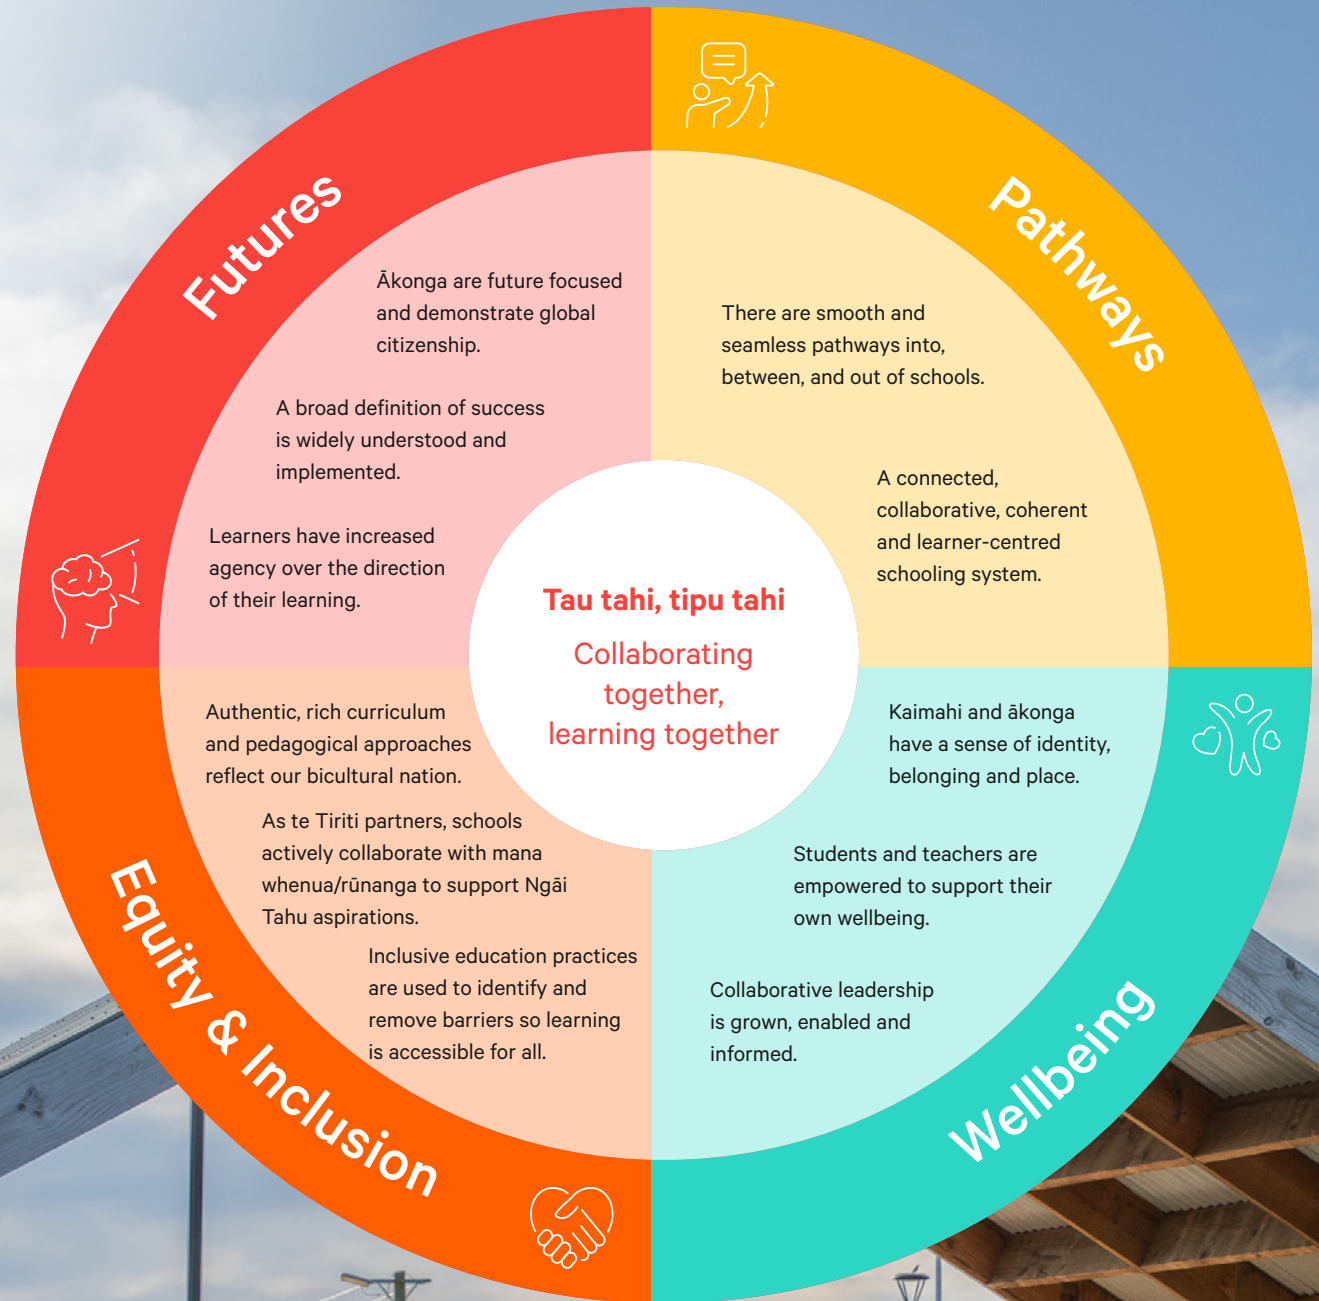 Futures
Ākonga are future focused
and demonstrate global
citizenship.
A broad definition of success
is widely understood and
implemented.
Learners have increased
agency over the direction
of their learning.
Pathways
There are smooth and
seamless pathways into,
between, and out of schools.
A connected,
collaborative, coherent
and learner-centred
schooling system.
Tau tahi, tipu tahi
Collaborating
together,
learning together
Equity & Inclusion
Authentic, rich curriculum
and pedagogical approaches
reflect our bicultural nation.
As te Tiriti partners, schools
actively collaborate with mana
whenua/rūnanga to support Ngāi
Tahu aspirations.
Inclusive education practices
are used to identify and
remove barriers so learning
is accessible for all.
Wellbeing
Kaimahi and ākonga
have a sense of identity,
belonging and place.
Students and teachers are
empowered to support their
own wellbeing.
Collaborative leadership
is grown, enabled and
informed.